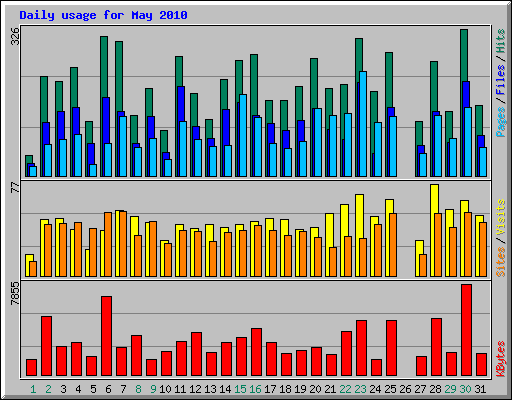 Daily usage for May 2010
326
Pages / Files / Hits
77
Sites / Visits
7855
KBytes
1 2 3 4 5 6 7 8 9 10 11 12 13 14 15 16 17 18 19 20 21 22 23 24 25 26 27 28 29 30 31